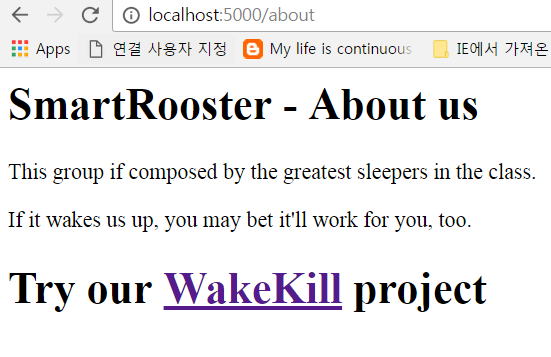 localhost:5000/about
Apps 연결 사용자 지정 My life is continuous IE에서 가져온
SmartRooster - About us
This group if composed by the greatest sleepers in the class.
If it wakes us up, you may bet it'll work for you, too.
Try our WakeKill project